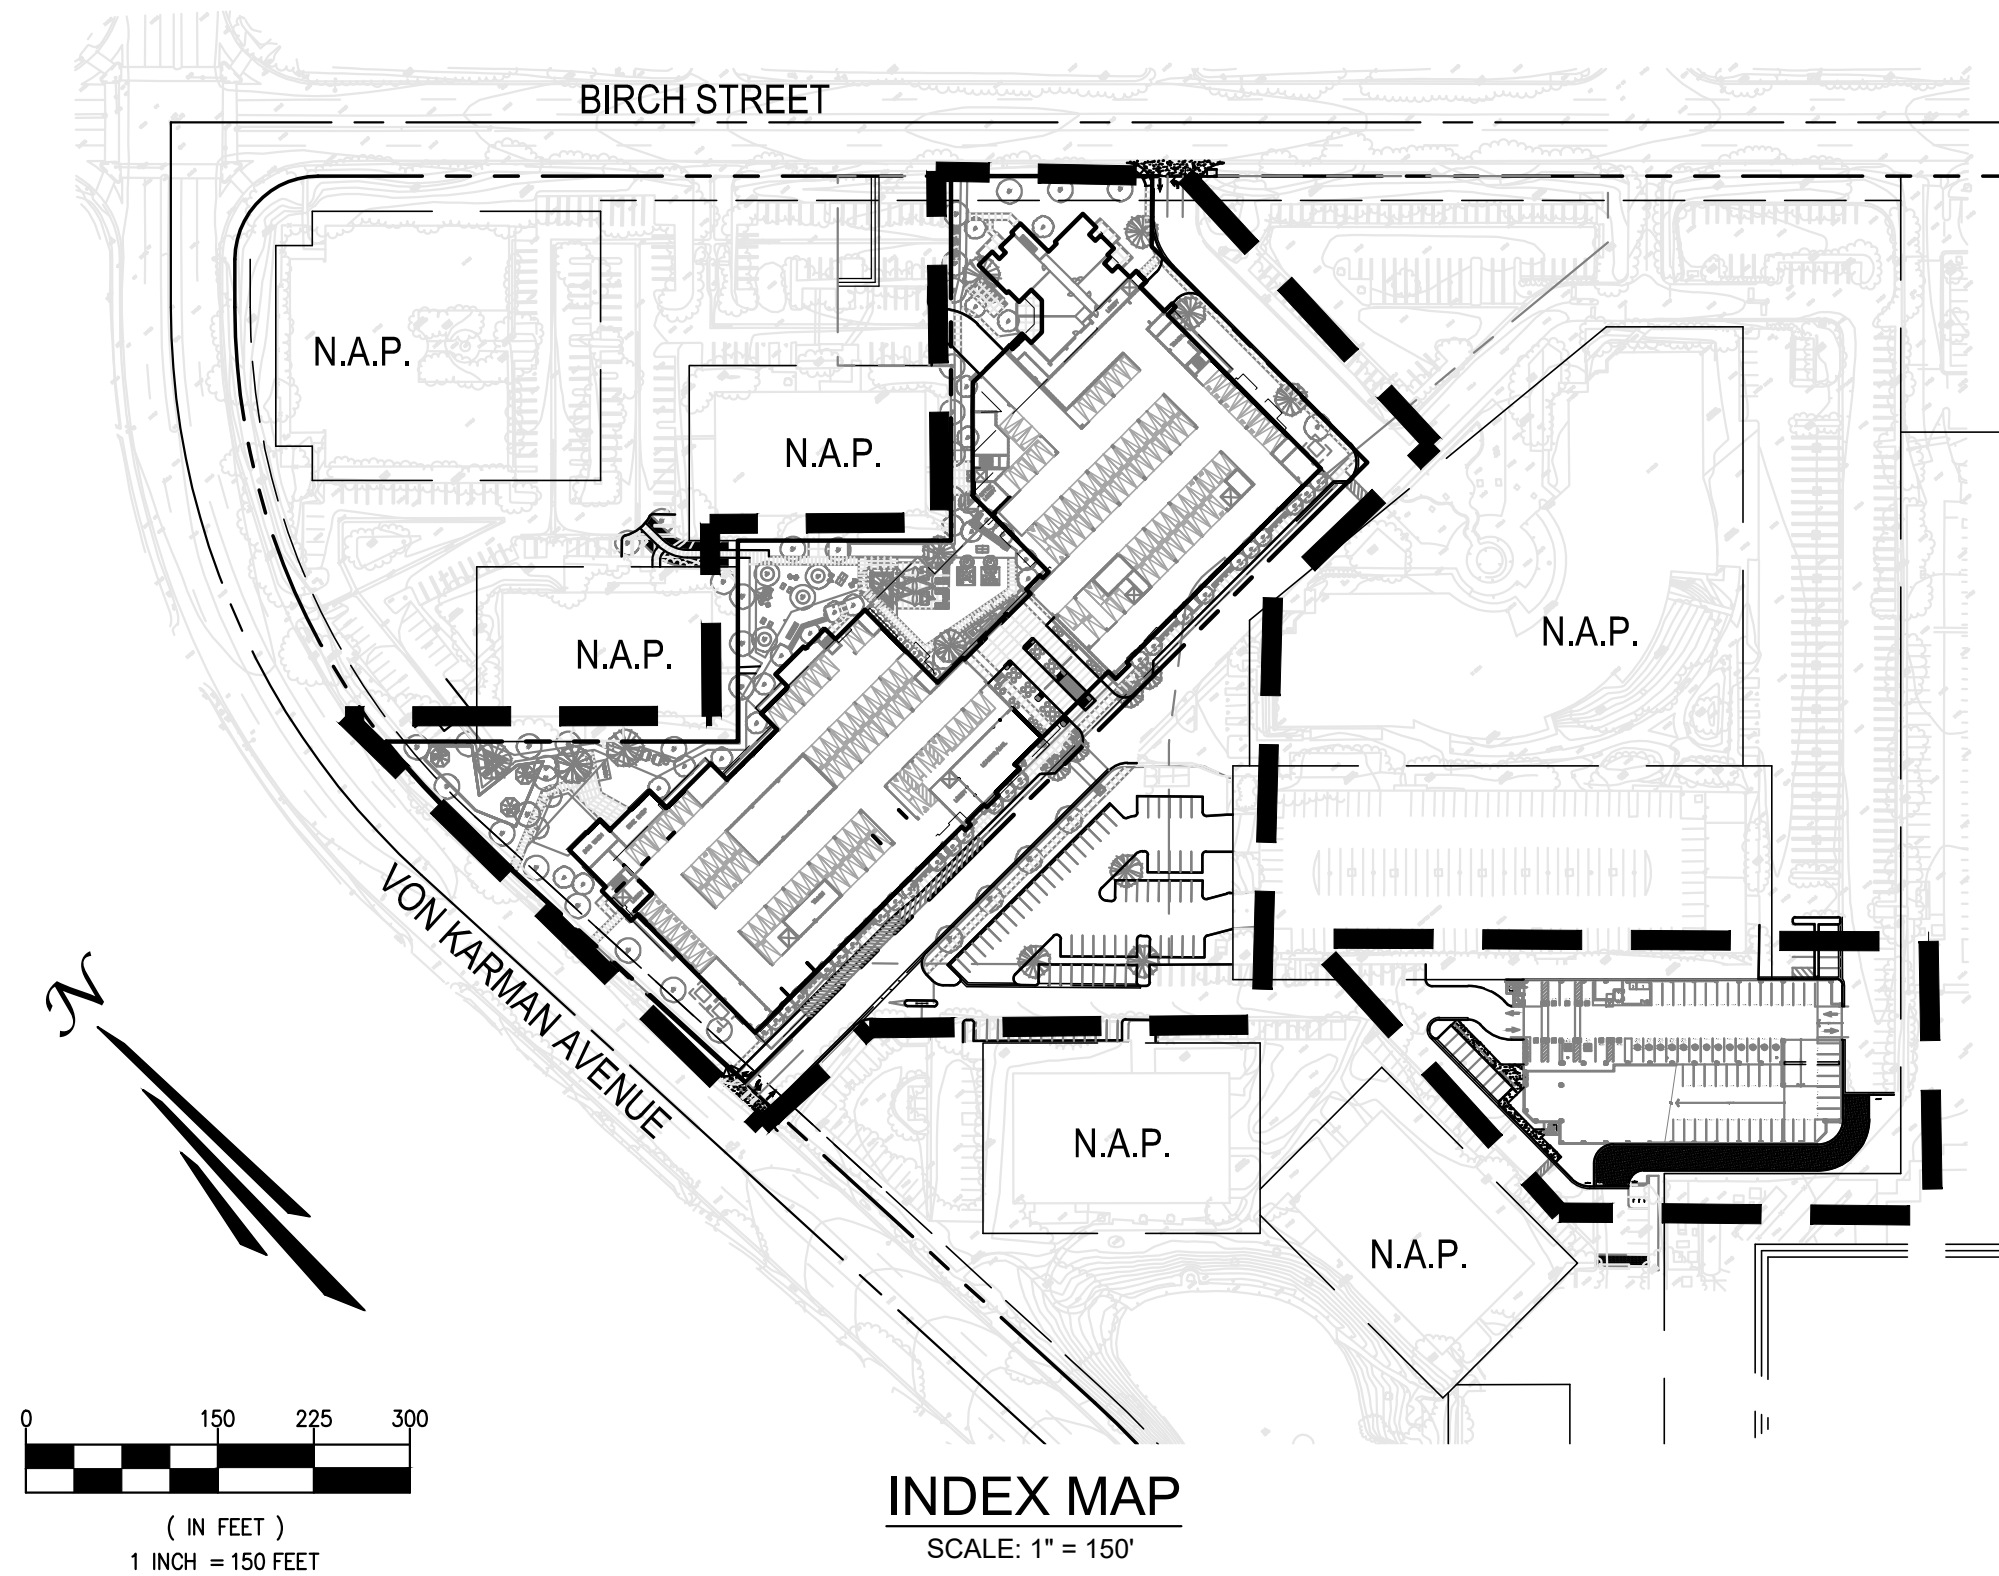 BIRCH STREET
N.A.P.
N.A.P.
N.A.P.
N.A.P.
VON KARMAN AVENUE
N
N.A.P.
N.A.P.
0 150 225 300
( IN FEET )
1 INCH = 150 FEET
INDEX MAP
SCALE: 1" = 150'